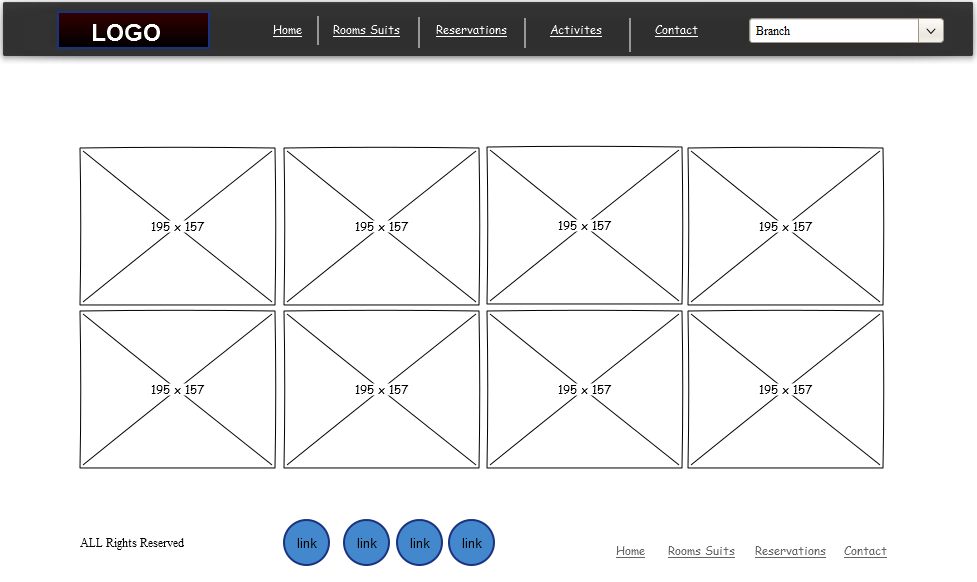 LOGO Home Rooms Suits Reservations Activites Contact Branch
195 x 157 195 x 157 195 x 157 195 x 157
195 x 157 195 x 157 195 x 157 195 x 157
ALL Rights Reserved link link link link Home Rooms Suits Reservations Contact